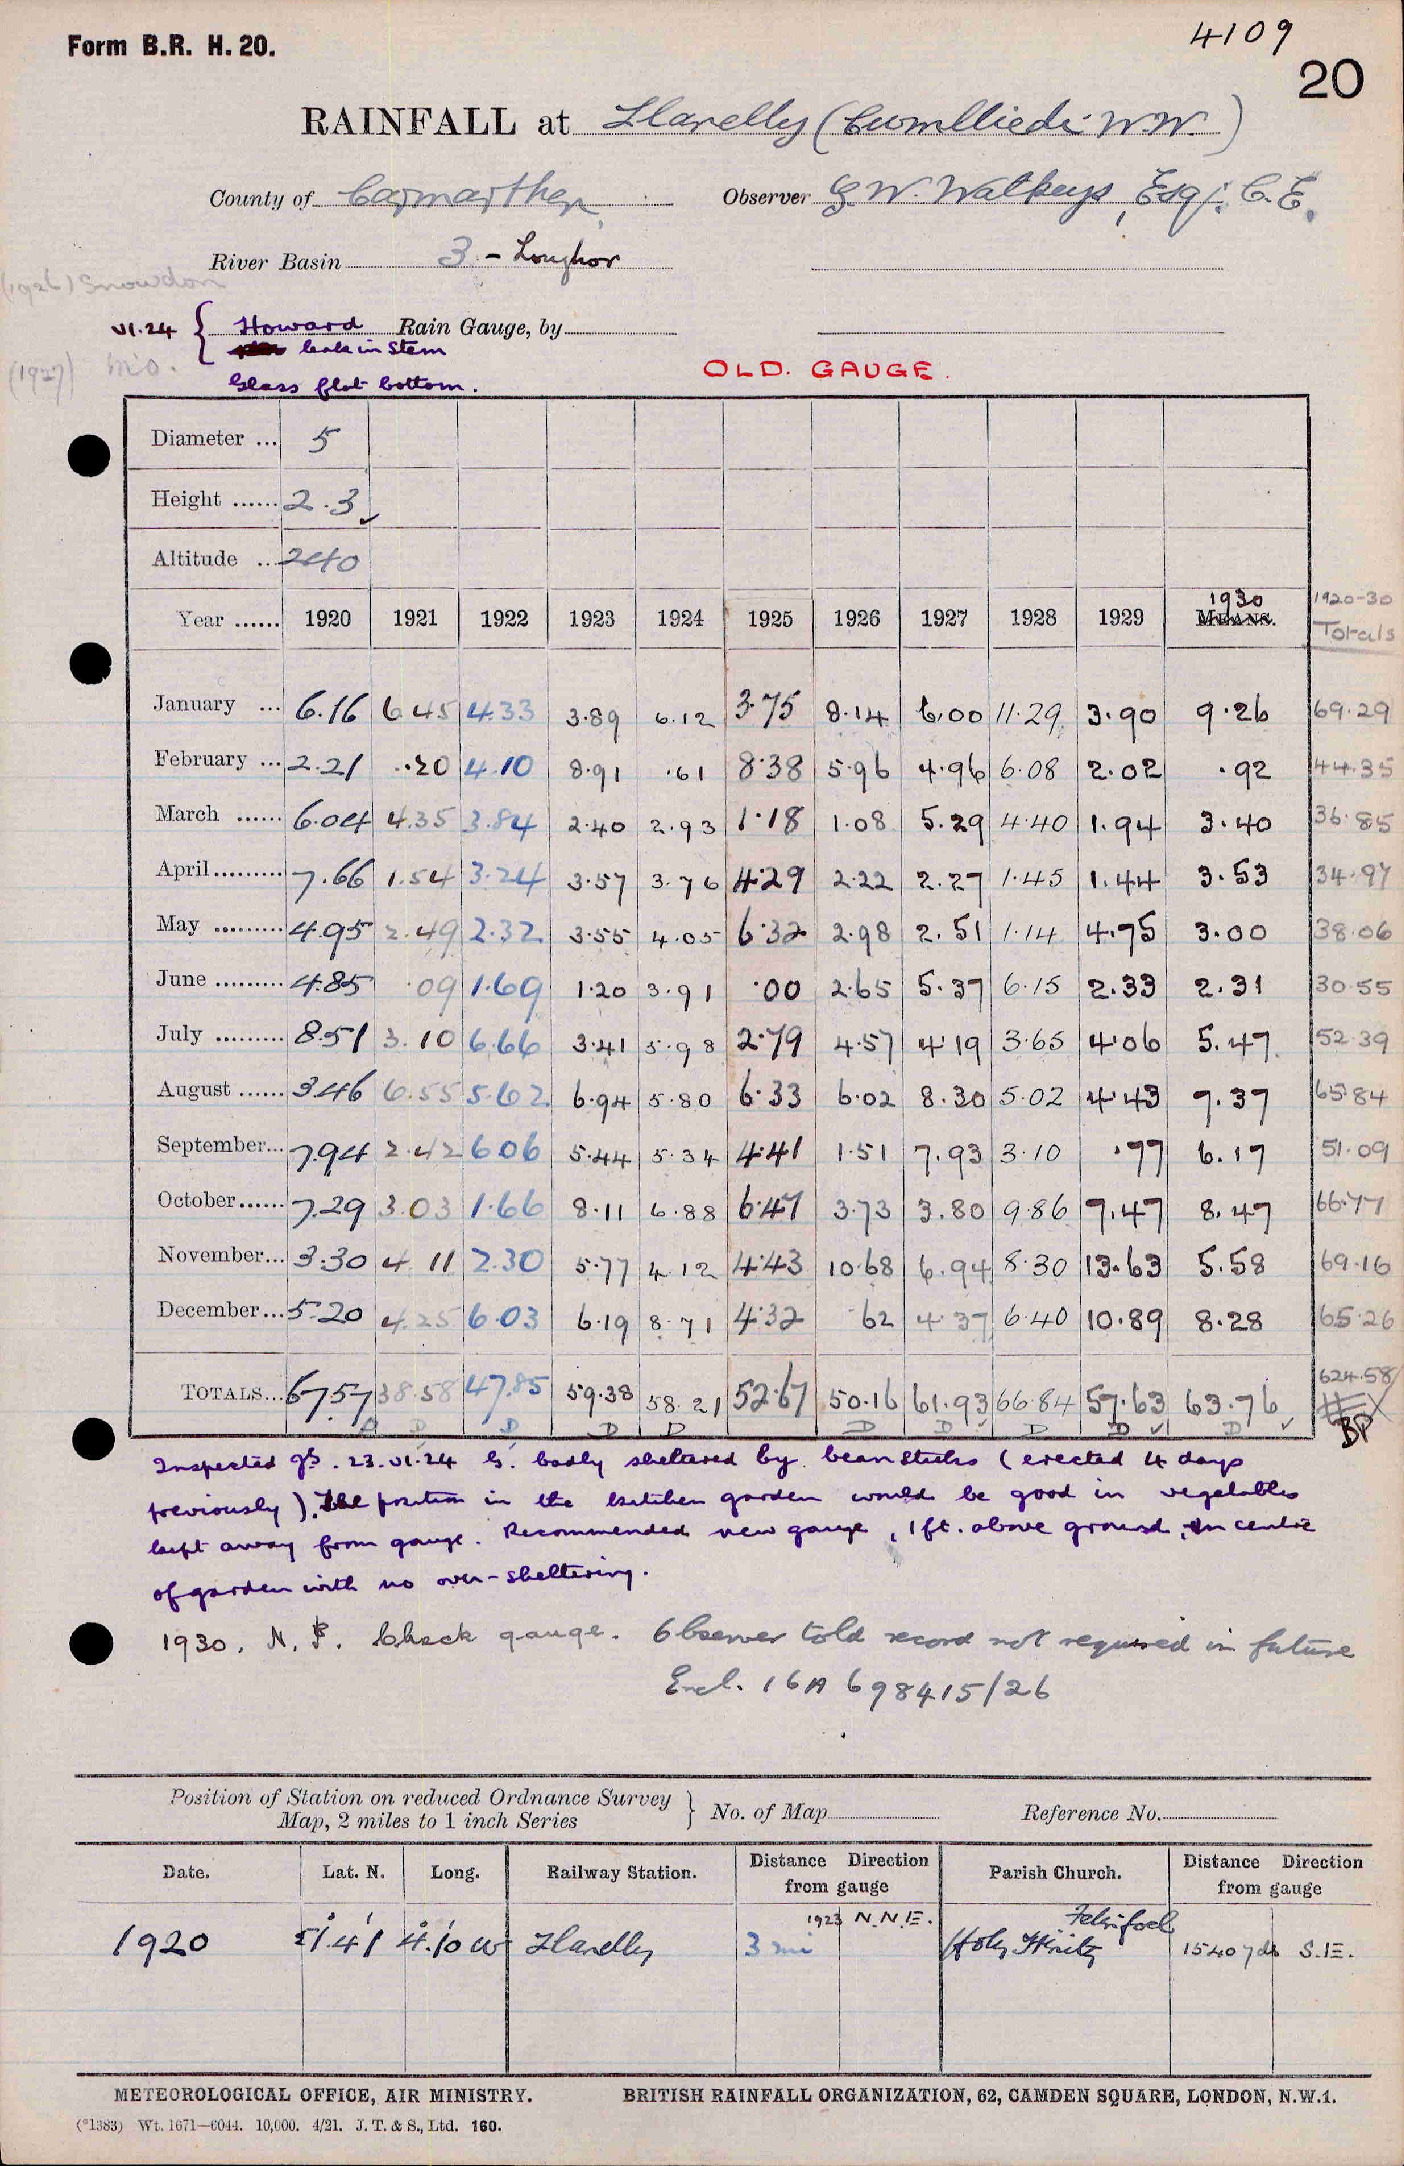 4109
Form B.R. H. 20.
20
RAINFALL at Llanelly (Cwmlliedi W.W.)
County of Carmarthen Observer G. W. Watkeys, Esq., C.E.
River Basin 3 - Loughor
(1926) Snowdon
VI.24 { Howard Rain Gauge, by
leak in stem
(1927) mo.
OLD. GAUGE.
Glass flat bottom.
Diameter ... 5
Height ...... 2.3
Altitude ... 240
1930 1920-30
Year ...... 1920 1921 1922 1923 1924 1925 1926 1927 1928 1929 MEANS. Totals
January ... 6.16 6.45 4.33 3.89 6.12 3.75 8.14 6.00 11.29 3.90 9.26 69.29
February ... 2.21 .20 4.10 8.91 .61 8.38 5.96 4.96 6.08 2.02 .92 44.35
March ...... 6.04 4.35 3.84 2.40 2.93 1.18 1.08 5.29 4.40 1.94 3.40 36.85
April......... 7.66 1.54 3.24 3.57 3.76 4.29 2.22 2.27 1.45 1.44 3.53 34.97
May ......... 4.95 2.49 2.32 3.55 4.05 6.32 2.98 2.51 1.14 4.75 3.00 38.06
June ......... 4.85 .09 1.69 1.20 3.91 .00 2.65 5.37 6.15 2.33 2.31 30.55
July ......... 8.51 3.10 6.66 3.41 5.98 2.79 4.57 4.19 3.65 4.06 5.47 52.39
August ...... 3.46 6.55 5.62 6.94 5.80 6.33 6.02 8.30 5.02 4.43 7.37 65.84
September... 7.94 2.42 6.06 5.44 5.34 4.41 1.51 7.93 3.10 .77 6.17 51.09
October...... 7.29 3.03 1.66 8.11 6.88 6.47 3.73 3.80 9.86 7.47 8.47 66.77
November... 3.30 4.11 2.30 5.77 4.12 4.43 10.68 6.94 8.30 13.63 5.58 69.16
December... 5.20 4.25 6.03 6.19 8.71 4.32 .62 4.37 6.40 10.89 8.28 65.26
TOTALS... 67.57 38.58 47.85 59.38 58.21 52.67 50.16 61.93 66.84 57.63 63.76 624.58
D D D D D D D D D D BP
Inspected 23.VI.24 G. badly sheltered by beansticks (erected 4 days
previously). The position in the kitchen garden would be good in vegetables
kept away from gauge. Recommended new gauge, 1 ft. above ground, in centre
of garden with no over-sheltering.
1930. N. P. Check gauge. Observer told record not required in future
Encl. 16A 698415/26
Position of Station on reduced Ordnance Survey
Map, 2 miles to 1 inch Series } No. of Map Reference No.
Date. Lat. N. Long. Railway Station. Distance Direction from gauge Parish Church. Distance Direction from gauge
1920 51.41 4.10 W Llanelly 3 mi 1923 N.N.E. Felinfoel Holy Trinity 1540 yds S.E.
METEOROLOGICAL OFFICE, AIR MINISTRY. BRITISH RAINFALL ORGANIZATION, 62, CAMDEN SQUARE, LONDON, N.W.1.
(*1383) Wt. 1671—6044. 10,000. 4/21. J. T. & S., Ltd. 160.